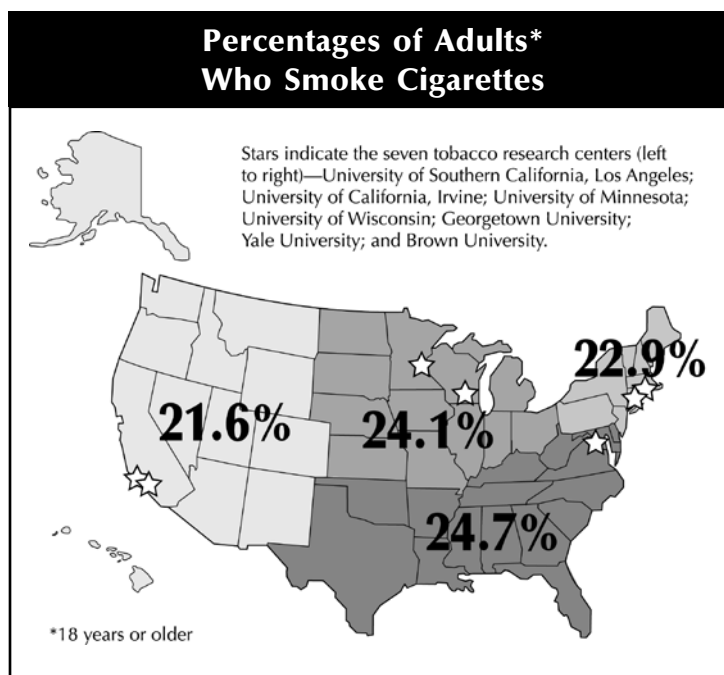 Percentages of Adults*
Who Smoke Cigarettes
Stars indicate the seven tobacco research centers (left
to right)—University of Southern California, Los Angeles;
University of California, Irvine; University of Minnesota;
University of Wisconsin; Georgetown University;
Yale University; and Brown University.
22.9%
21.6%
24.1%
24.7%
*18 years or older